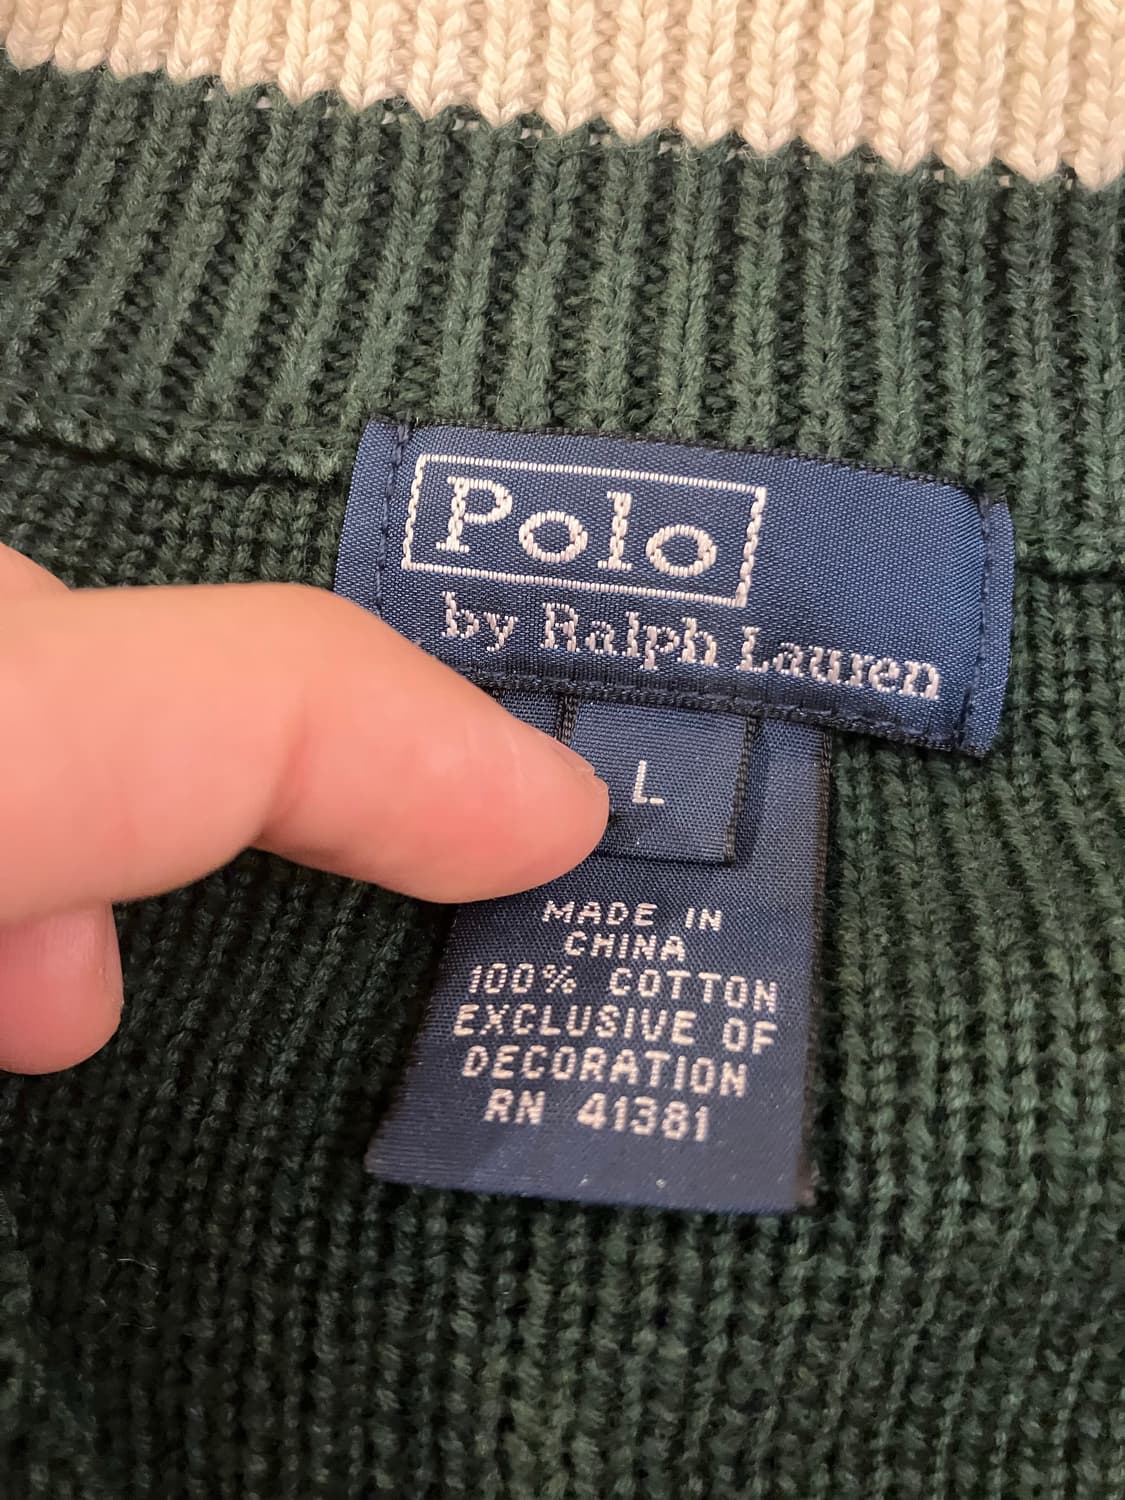 Polo
by Ralph Lauren
L
MADE IN
CHINA
100% COTTON
EXCLUSIVE OF
DECORATION
RN 41381